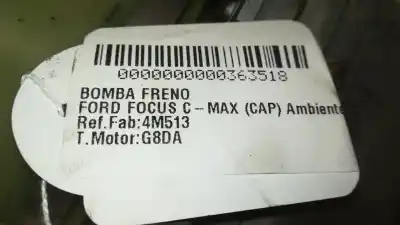 0000000000363518
BOMBA FRENO
FORD FOCUS C-MAX (CAP) Ambiente
Ref.Fab:4M513
T.Motor:G8DA